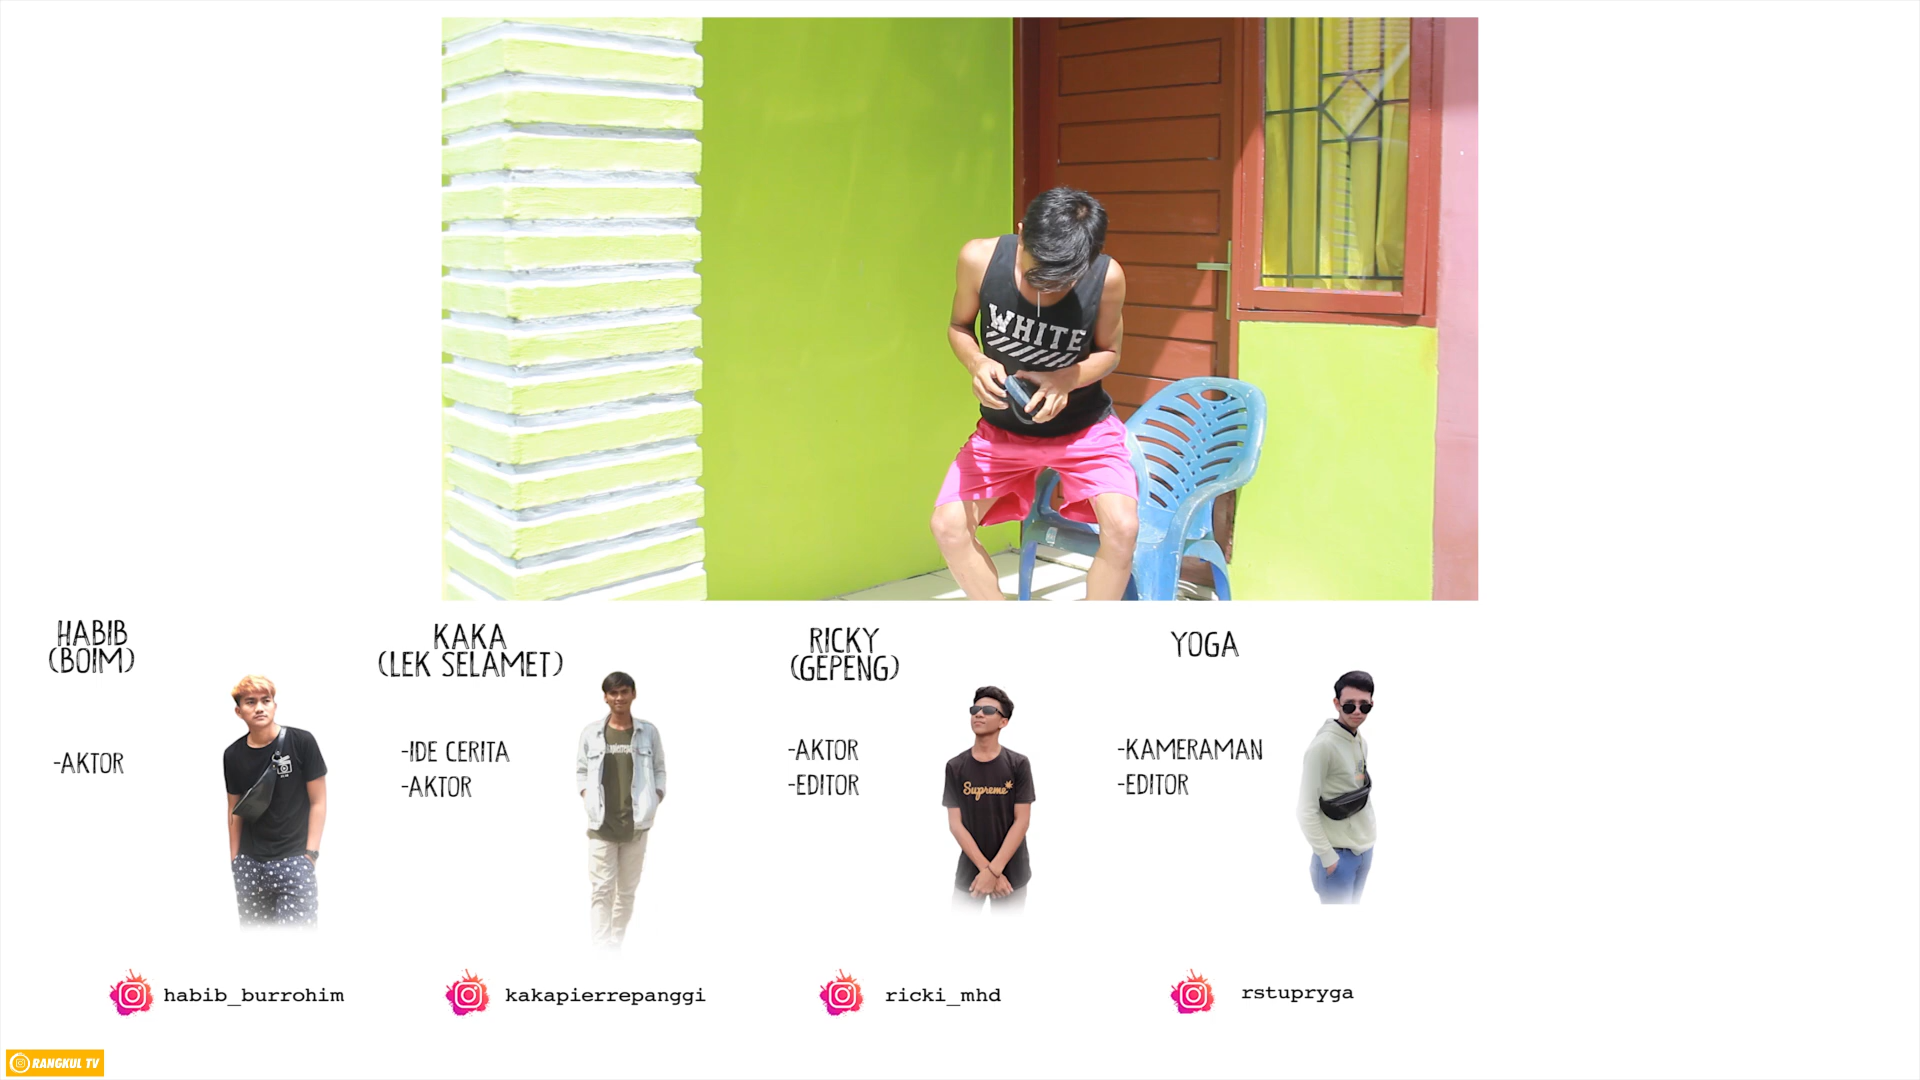 WHITE
HABIB
(BOIM)
-AKTOR
habib_burrohim
KAKA
(LEK SELAMET)
-IDE CERITA
-AKTOR
kakapierrepanggi
RICKY
(GEPENG)
-AKTOR
-EDITOR
Supreme
ricki_mhd
YOGA
-KAMERAMAN
-EDITOR
rstupryga
RANGKUL TV